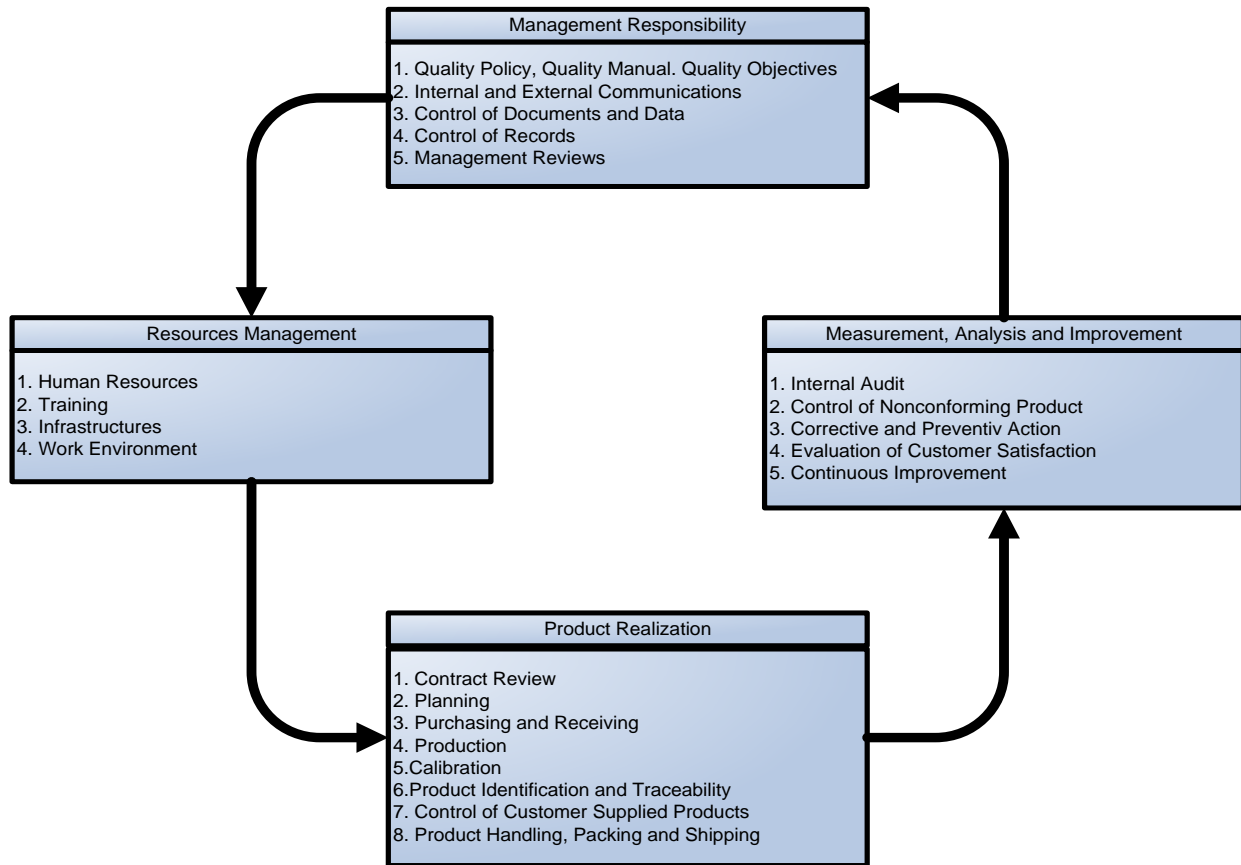 Management Responsibility
1. Quality Policy, Quality Manual. Quality Objectives
2. Internal and External Communications
3. Control of Documents and Data
4. Control of Records
5. Management Reviews
Resources Management
1. Human Resources
2. Training
3. Infrastructures
4. Work Environment
Measurement, Analysis and Improvement
1. Internal Audit
2. Control of Nonconforming Product
3. Corrective and Preventiv Action
4. Evaluation of Customer Satisfaction
5. Continuous Improvement
Product Realization
1. Contract Review
2. Planning
3. Purchasing and Receiving
4. Production
5.Calibration
6.Product Identification and Traceability
7. Control of Customer Supplied Products
8. Product Handling, Packing and Shipping